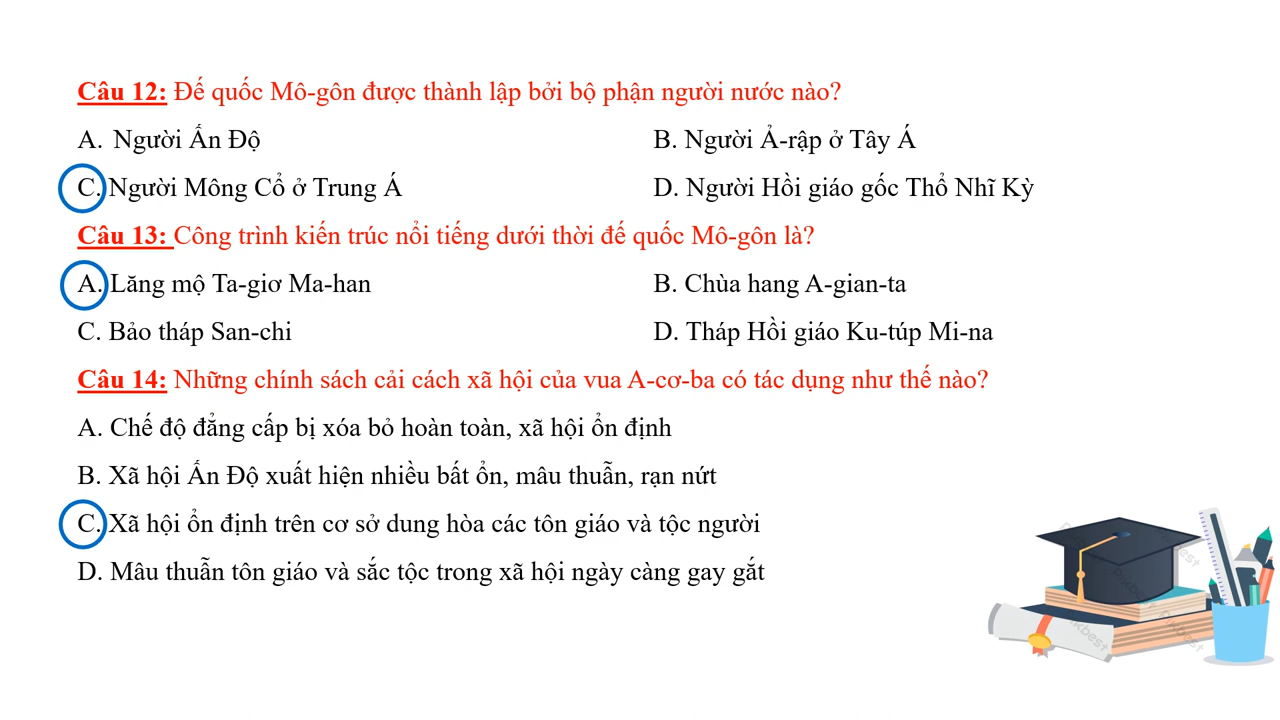 Câu 12: Đế quốc Mô-gôn được thành lập bởi bộ phận người nước nào?
A. Người Ấn Độ
B. Người Ả-rập ở Tây Á
C. Người Mông Cổ ở Trung Á
D. Người Hồi giáo gốc Thổ Nhĩ Kỳ
Câu 13: Công trình kiến trúc nổi tiếng dưới thời đế quốc Mô-gôn là?
A. Lăng mộ Ta-giơ Ma-han
B. Chùa hang A-gian-ta
C. Bảo tháp San-chi
D. Tháp Hồi giáo Ku-túp Mi-na
Câu 14: Những chính sách cải cách xã hội của vua A-cơ-ba có tác dụng như thế nào?
A. Chế độ đẳng cấp bị xóa bỏ hoàn toàn, xã hội ổn định
B. Xã hội Ấn Độ xuất hiện nhiều bất ổn, mâu thuẫn, rạn nứt
C. Xã hội ổn định trên cơ sở dung hòa các tôn giáo và tộc người
D. Mâu thuẫn tôn giáo và sắc tộc trong xã hội ngày càng gay gắt